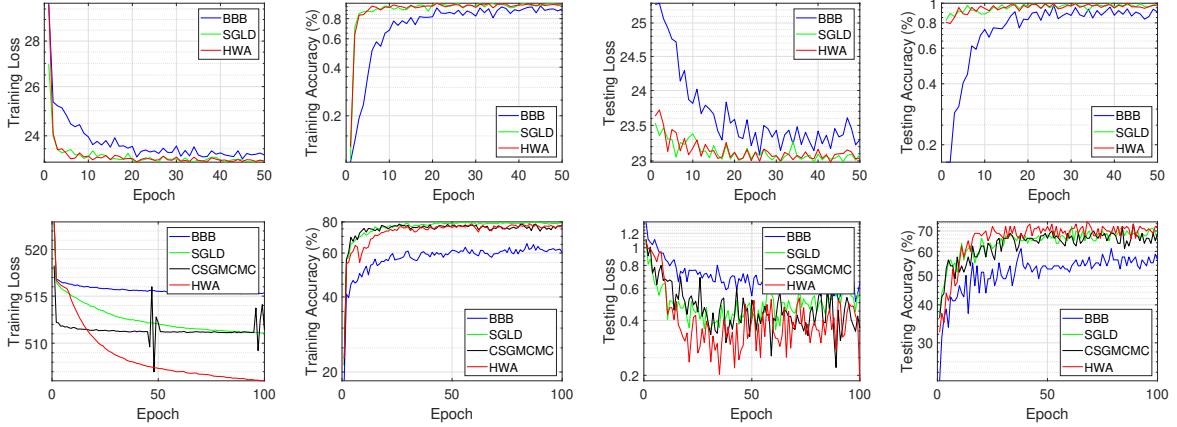 Training Loss
28
26
24
0 10 20 30 40 50
Epoch
BBB
SGLD
HWA
Training Accuracy (%)
0.8
0.6
0.4
0.2
0 10 20 30 40 50
Epoch
BBB
SGLD
HWA
Testing Loss
25
24.5
24
23.5
23
0 10 20 30 40 50
Epoch
BBB
SGLD
HWA
Testing Accuracy (%)
1
0.8
0.6
0.4
0.2
0 10 20 30 40 50
Epoch
BBB
SGLD
HWA
Training Loss
520
515
510
0 50 100
Epoch
BBB
SGLD
CSGMCMC
HWA
Training Accuracy (%)
80
60
40
20
0 50 100
Epoch
BBB
SGLD
CSGMCMC
HWA
Testing Loss
1.2
1
0.8
0.6
0.4
0.2
0 50 100
Epoch
BBB
SGLD
CSGMCMC
HWA
Testing Accuracy (%)
70
60
50
40
30
0 50 100
Epoch
BBB
SGLD
CSGMCMC
HWA